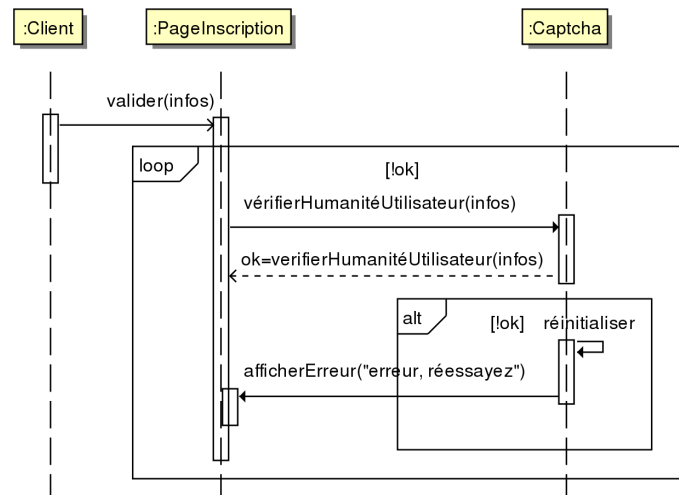 :Client
:PageInscription
:Captcha
valider(infos)
loop
[!ok]
vérifierHumanitéUtilisateur(infos)
ok=verifierHumanitéUtilisateur(infos)
alt
[!ok]
réinitialiser
afficherErreur("erreur, réessayez")